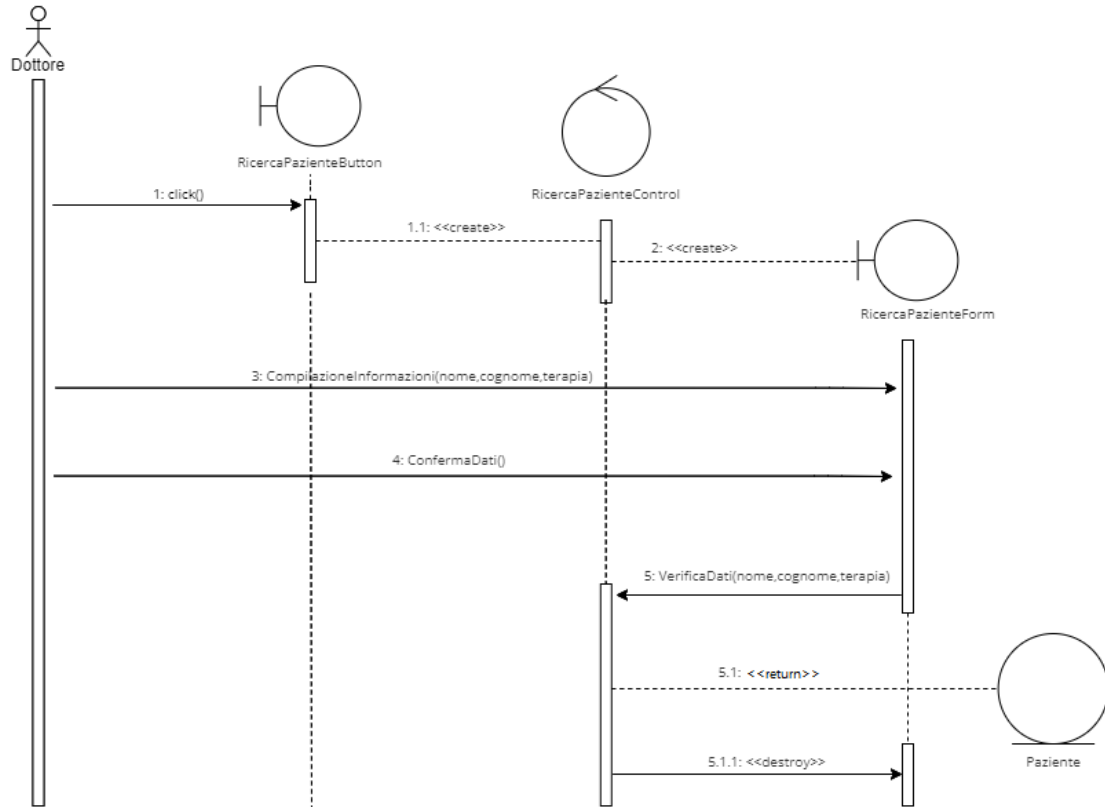 Dottore
RicercaPazienteButton
RicercaPazienteControl
1: click()
1.1: <<create>>
2: <<create>>
RicercaPazienteForm
3: CompilazioneInformazioni(nome,cognome,terapia)
4: ConfermaDati()
5: VerificaDati(nome,cognome,terapia)
5.1: <<return>>
5.1.1: <<destroy>>
Paziente